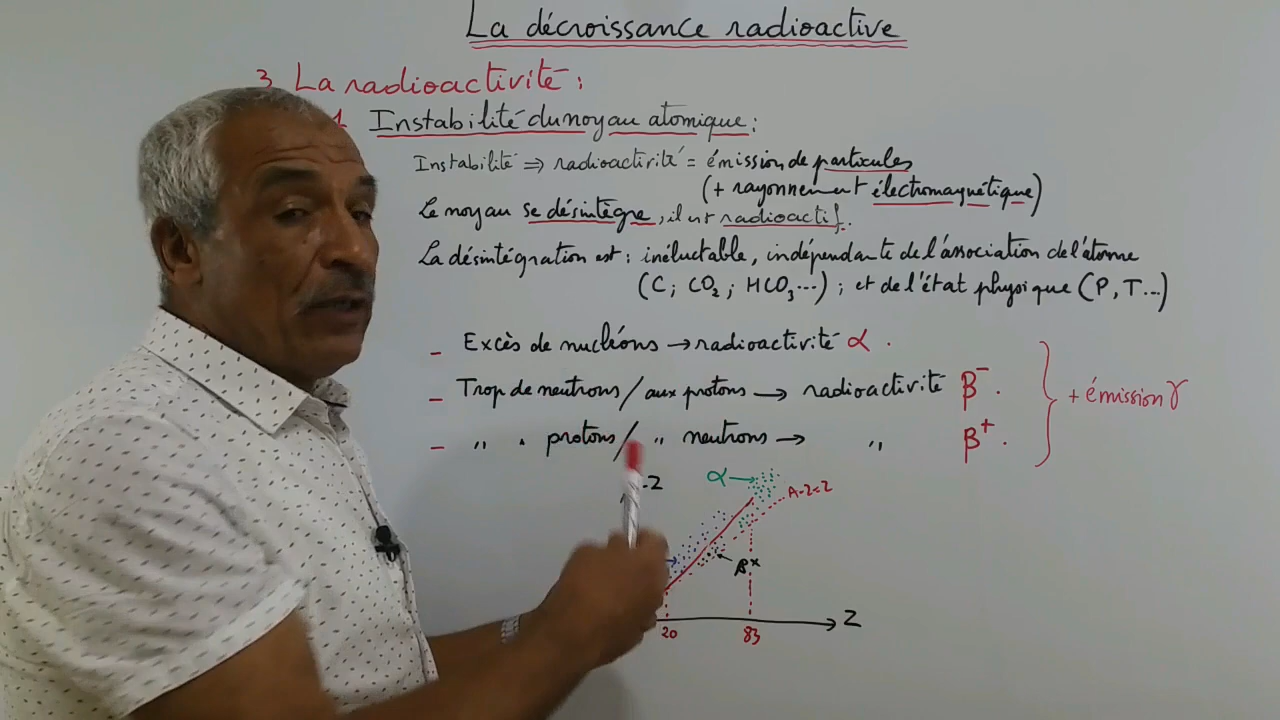 La décroissance radioactive
3 La radioactivité :
1 Instabilité du noyau atomique :
Instabilité ⇒ radioactivité = émission de particules
(+ rayonnement électromagnétique)
Le noyau se désintègre, il est radioactif.
La désintégration est : inéluctable, indépendante de l'association de l'atome
(C ; CO₂ ; HCO₃...) ; et de l'état physique (P, T...)
- Excès de nucléons → radioactivité α .
- Trop de neutrons / aux protons → radioactivité β⁻ .
- " " protons / " neutrons → " β⁺ .
} + émission γ
-Z
α →
A-Z=Z
20
83
Z